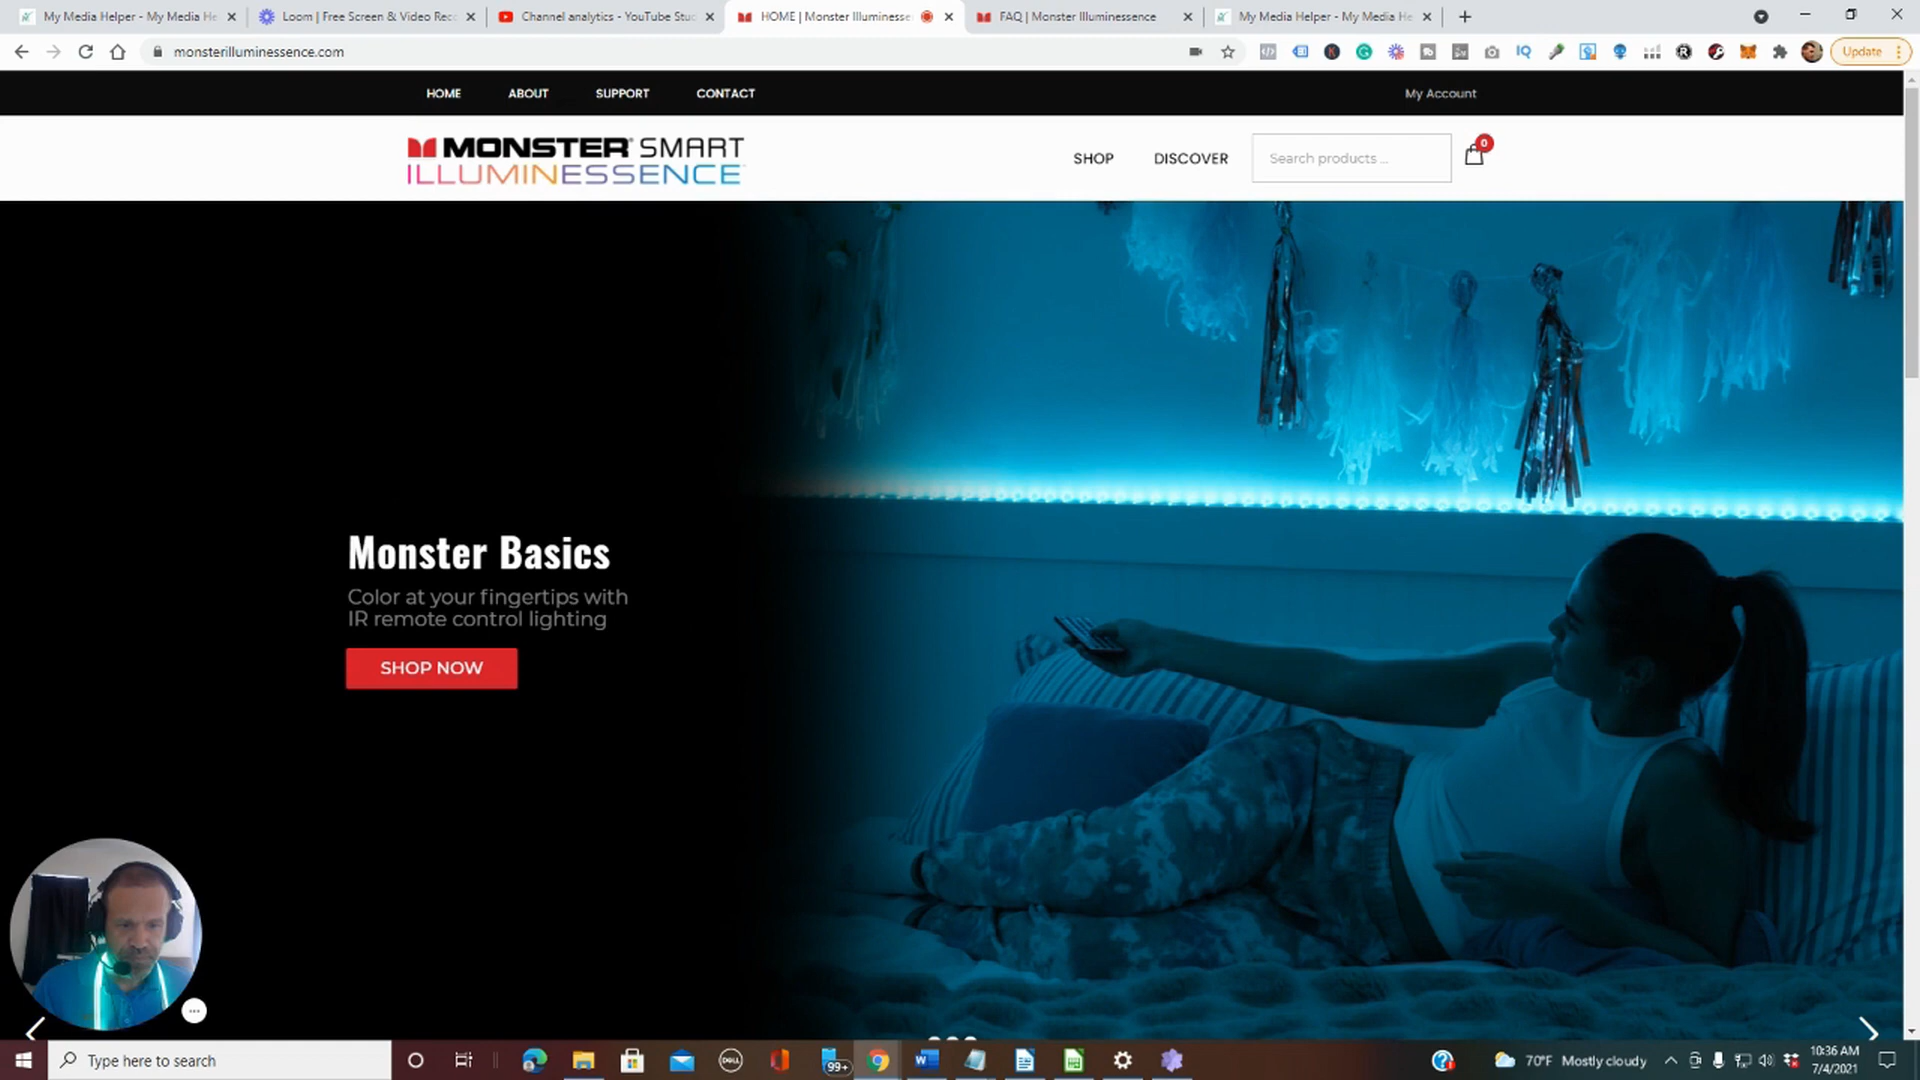 My Media Helper - My Media He
Loom | Free Screen & Video Rec
Channel analytics - YouTube Stuc
HOME | Monster Illuminesse
FAQ | Monster Illuminessence
My Media Helper - My Media He
monsterilluminessence.com
Update
HOME
ABOUT
SUPPORT
CONTACT
My Account
MONSTER SMART
ILLUMINESSENCE
SHOP
DISCOVER
Search products ...
0
Monster Basics
Color at your fingertips with
IR remote control lighting
SHOP NOW
Type here to search
DELL
99+
70°F Mostly cloudy
10:36 AM
7/4/2021